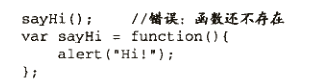 sayHi();    //错误：函数还不存在
var sayHi = function(){
    alert("Hi!");
};